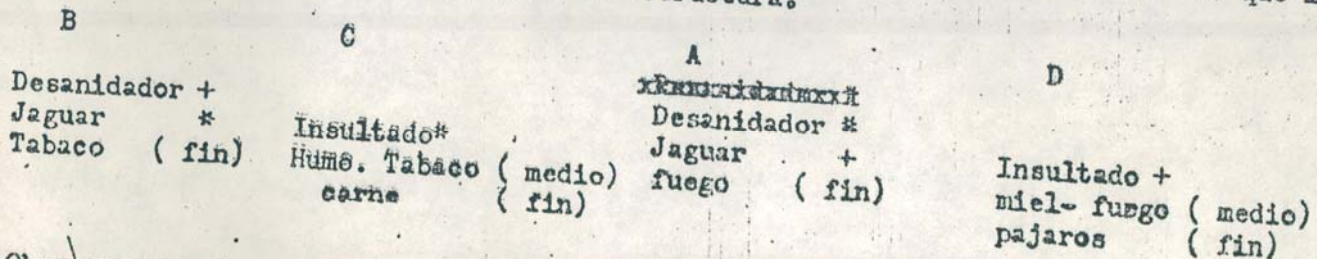 B
Desanidador +
Jaguar *
Tabaco ( fin)
C
Insultado*
Humo. Tabaco ( medio)
carne ( fin)
A
Desanidador *
Jaguar +
fuego ( fin)
D
Insultado +
miel- fuego ( medio)
pajaros ( fin)